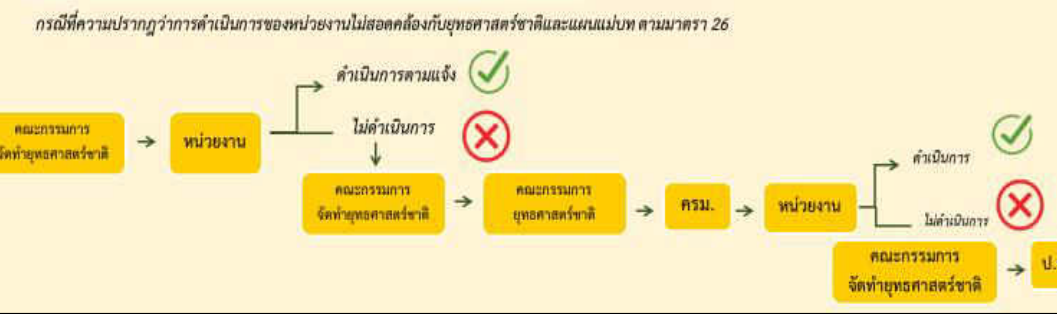 กรณีที่ความปรากฎว่าการดำเนินการของหน่วยงานไม่สอดคล้องกับยุทธศาสตร์ชาติและแผนแม่บท ตามมาตรา 26
ดำเนินการตามแจ้ง
ไม่ดำเนินการ
คณะกรรมการ
จัดทำยุทธศาสตร์ชาติ
หน่วยงาน
คณะกรรมการ
จัดทำยุทธศาสตร์ชาติ
คณะกรรมการ
ยุทธศาสตร์ชาติ
ครม.
หน่วยงาน
ดำเนินการ
ไม่ดำเนินการ
คณะกรรมการ
จัดทำยุทธศาสตร์ชาติ
ป.